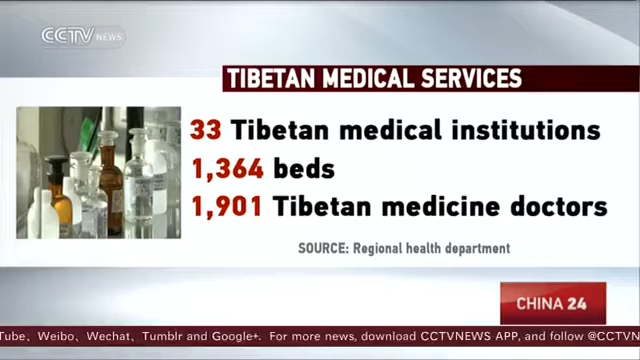 CCTV NEWS
TIBETAN MEDICAL SERVICES
33 Tibetan medical institutions
1,364 beds
1,901 Tibetan medicine doctors
SOURCE: Regional health department
CHINA 24
Tube、Weibo、Wechat、Tumblr and Google+. For more news, download CCTVNEWS APP, and follow @CCTVN